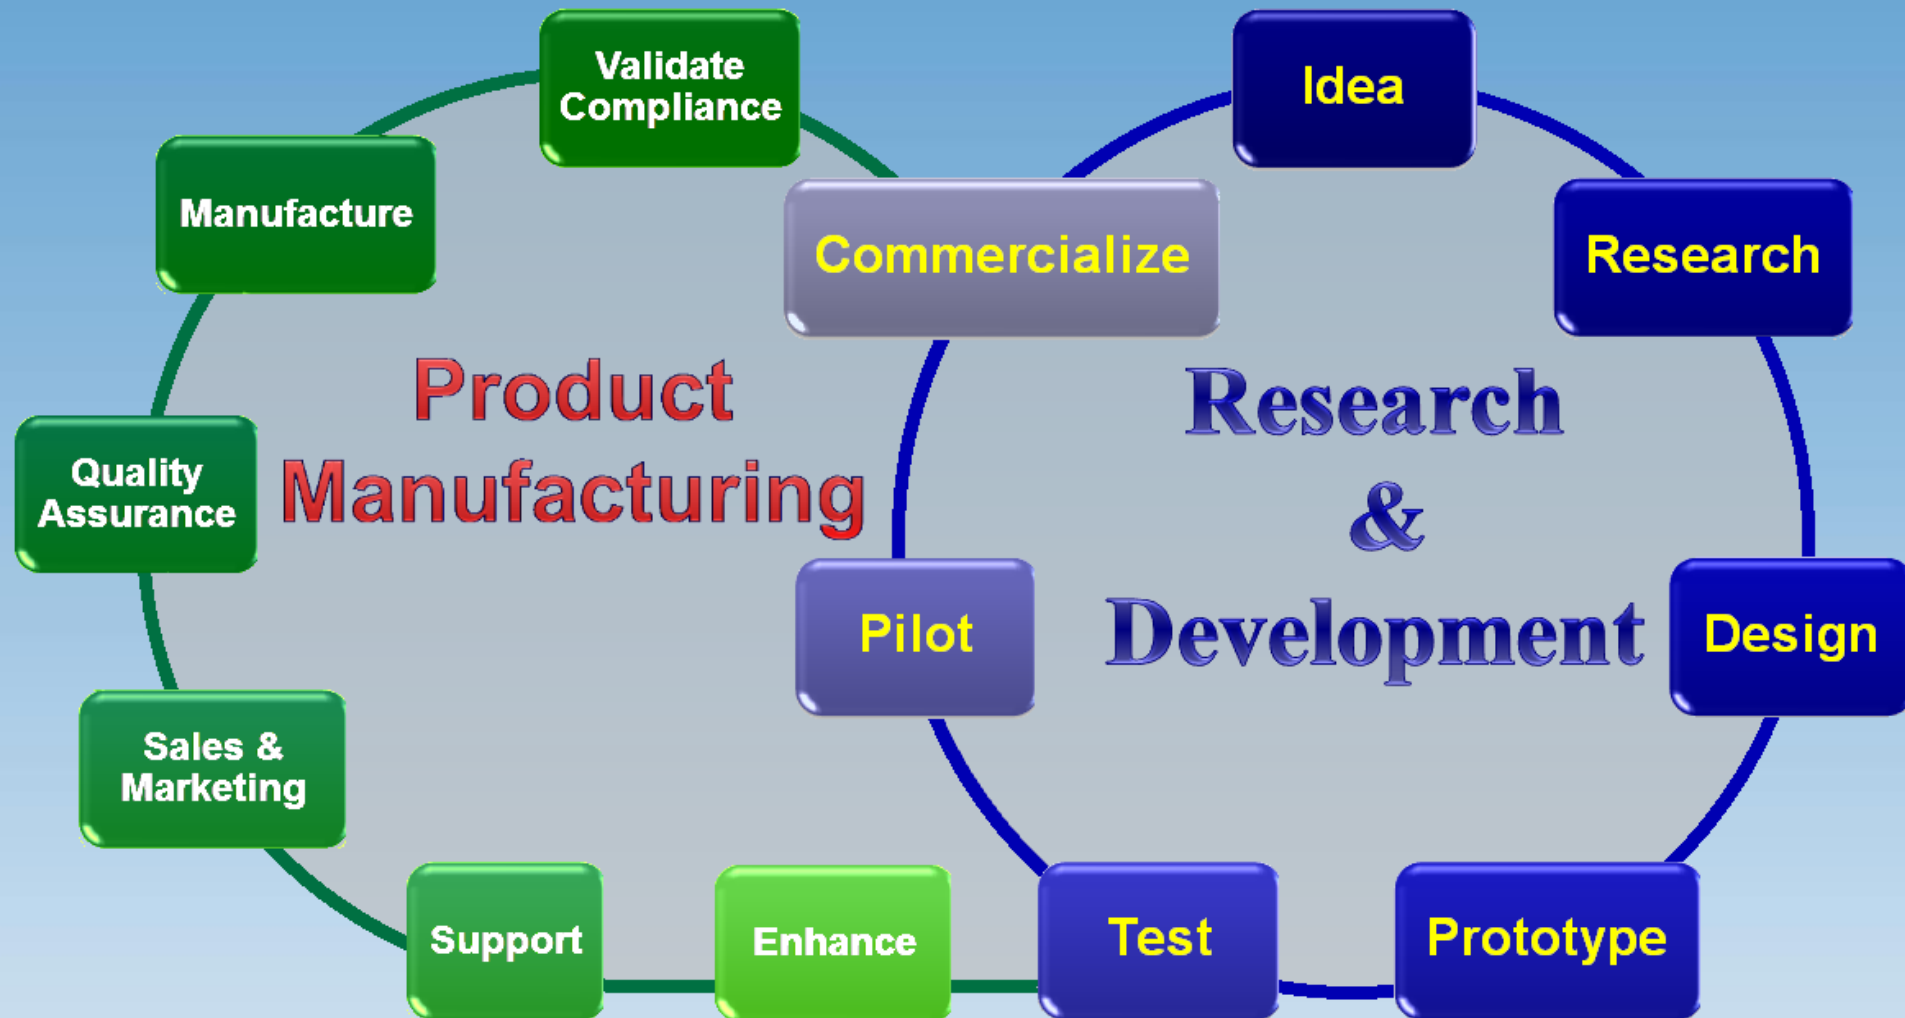 Validate
Compliance
Idea
Manufacture
Commercialize
Research
Product
Manufacturing
Research
&
Development
Quality
Assurance
Pilot
Design
Sales &
Marketing
Support
Enhance
Test
Prototype